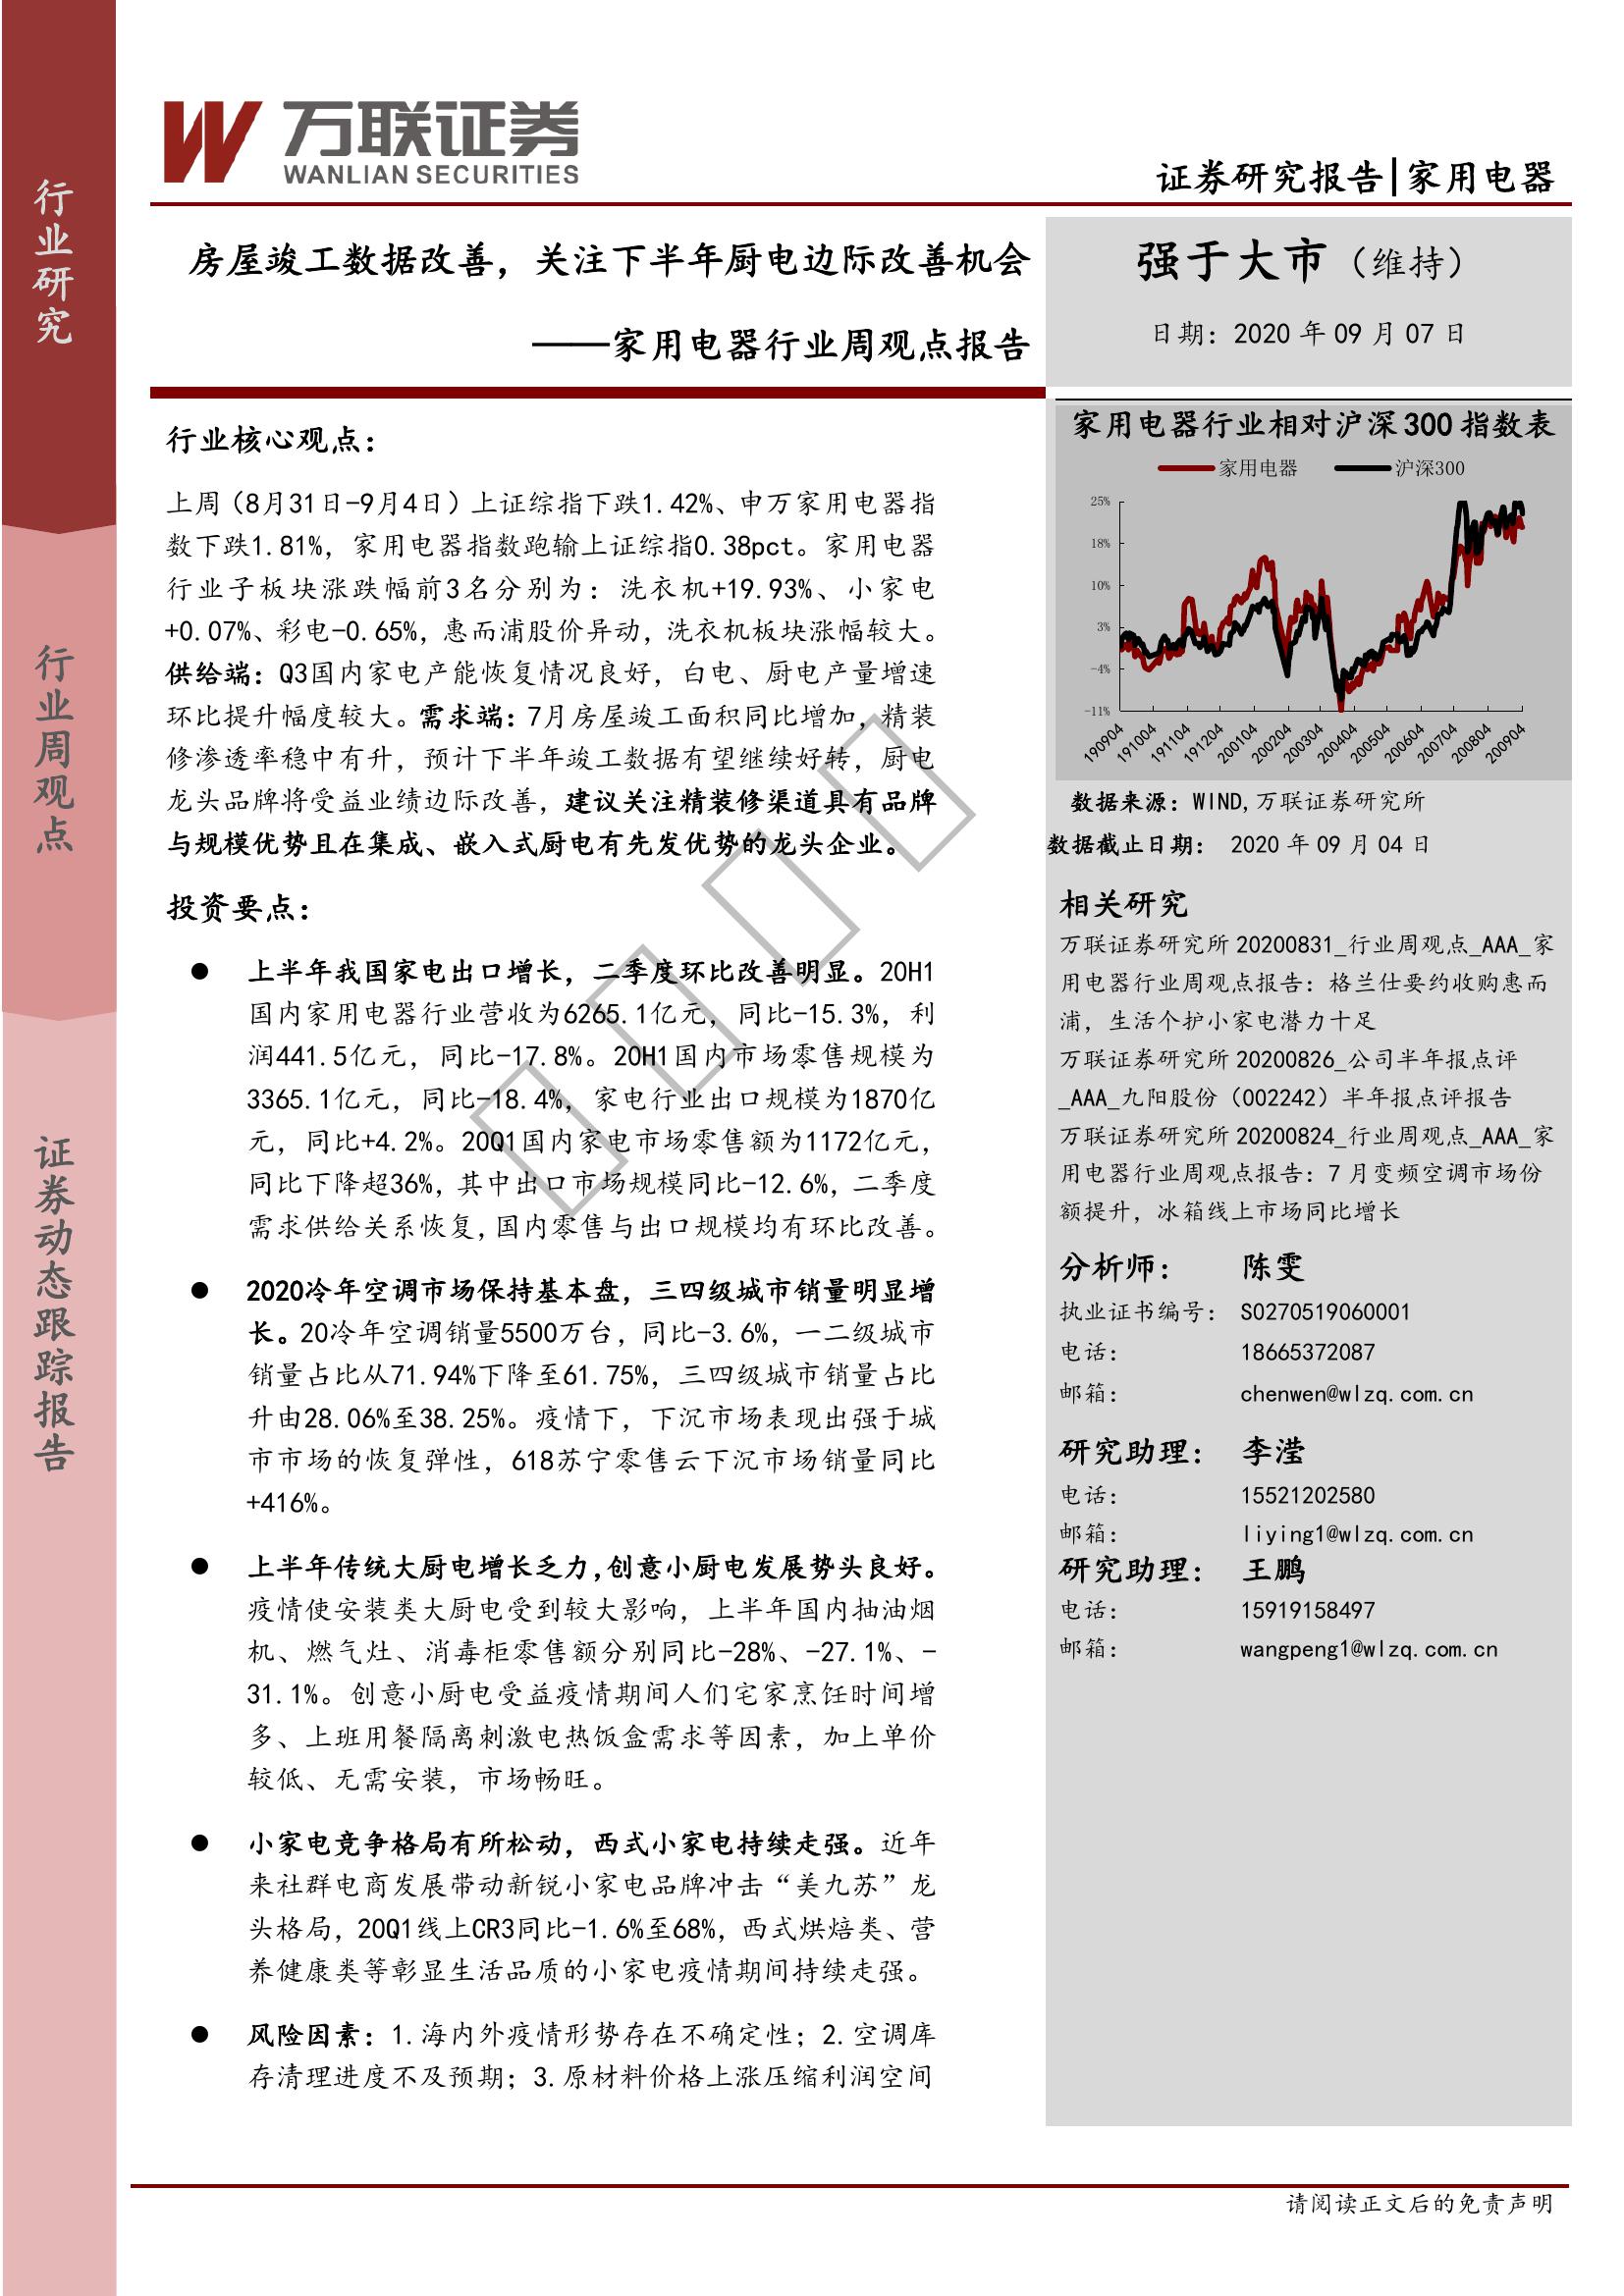 行业研究
行业周观点
证券动态跟踪报告
万联证券
WANLIAN SECURITIES
证券研究报告|家用电器
房屋竣工数据改善，关注下半年厨电边际改善机会
——家用电器行业周观点报告
强于大市（维持）
日期：2020 年 09 月 07 日
行业核心观点：
上周（8月31日-9月4日）上证综指下跌1.42%、申万家用电器指
数下跌1.81%，家用电器指数跑输上证综指0.38pct。家用电器
行业子板块涨跌幅前3名分别为：洗衣机+19.93%、小家电
+0.07%、彩电-0.65%，惠而浦股价异动，洗衣机板块涨幅较大。
供给端：Q3国内家电产能恢复情况良好，白电、厨电产量增速
环比提升幅度较大。需求端：7月房屋竣工面积同比增加，精装
修渗透率稳中有升，预计下半年竣工数据有望继续好转，厨电
龙头品牌将受益业绩边际改善，建议关注精装修渠道具有品牌
与规模优势且在集成、嵌入式厨电有先发优势的龙头企业。
投资要点：
● 上半年我国家电出口增长，二季度环比改善明显。20H1
国内家用电器行业营收为6265.1亿元，同比-15.3%，利
润441.5亿元，同比-17.8%。20H1国内市场零售规模为
3365.1亿元，同比-18.4%，家电行业出口规模为1870亿
元，同比+4.2%。20Q1国内家电市场零售额为1172亿元，
同比下降超36%，其中出口市场规模同比-12.6%，二季度
需求供给关系恢复，国内零售与出口规模均有环比改善。
● 2020冷年空调市场保持基本盘，三四级城市销量明显增
长。20冷年空调销量5500万台，同比-3.6%，一二级城市
销量占比从71.94%下降至61.75%，三四级城市销量占比
升由28.06%至38.25%。疫情下，下沉市场表现出强于城
市市场的恢复弹性，618苏宁零售云下沉市场销量同比
+416%。
● 上半年传统大厨电增长乏力，创意小厨电发展势头良好。
疫情使安装类大厨电受到较大影响，上半年国内抽油烟
机、燃气灶、消毒柜零售额分别同比-28%、-27.1%、-
31.1%。创意小厨电受益疫情期间人们宅家烹饪时间增
多、上班用餐隔离刺激电热饭盒需求等因素，加上单价
较低、无需安装，市场畅旺。
● 小家电竞争格局有所松动，西式小家电持续走强。近年
来社群电商发展带动新锐小家电品牌冲击“美九苏”龙
头格局，20Q1线上CR3同比-1.6%至68%，西式烘焙类、营
养健康类等彰显生活品质的小家电疫情期间持续走强。
● 风险因素：1.海内外疫情形势存在不确定性；2.空调库
存清理进度不及预期；3.原材料价格上涨压缩利润空间
家用电器行业相对沪深 300 指数表
家用电器 沪深300
25%
18%
10%
3%
-4%
-11%
190904 191004 191104 191204 200104 200204 200304 200404 200504 200604 200704 200804 200904
数据来源：WIND,万联证券研究所
数据截止日期： 2020 年 09 月 04 日
相关研究
万联证券研究所 20200831_行业周观点_AAA_家
用电器行业周观点报告：格兰仕要约收购惠而
浦，生活个护小家电潜力十足
万联证券研究所 20200826_公司半年报点评
_AAA_九阳股份（002242）半年报点评报告
万联证券研究所 20200824_行业周观点_AAA_家
用电器行业周观点报告：7 月变频空调市场份
额提升，冰箱线上市场同比增长
分析师： 陈雯
执业证书编号： S0270519060001
电话： 18665372087
邮箱： chenwen@wlzq.com.cn
研究助理： 李滢
电话： 15521202580
邮箱： liying1@wlzq.com.cn
研究助理： 王鹏
电话： 15919158497
邮箱： wangpeng1@wlzq.com.cn
请阅读正文后的免责声明